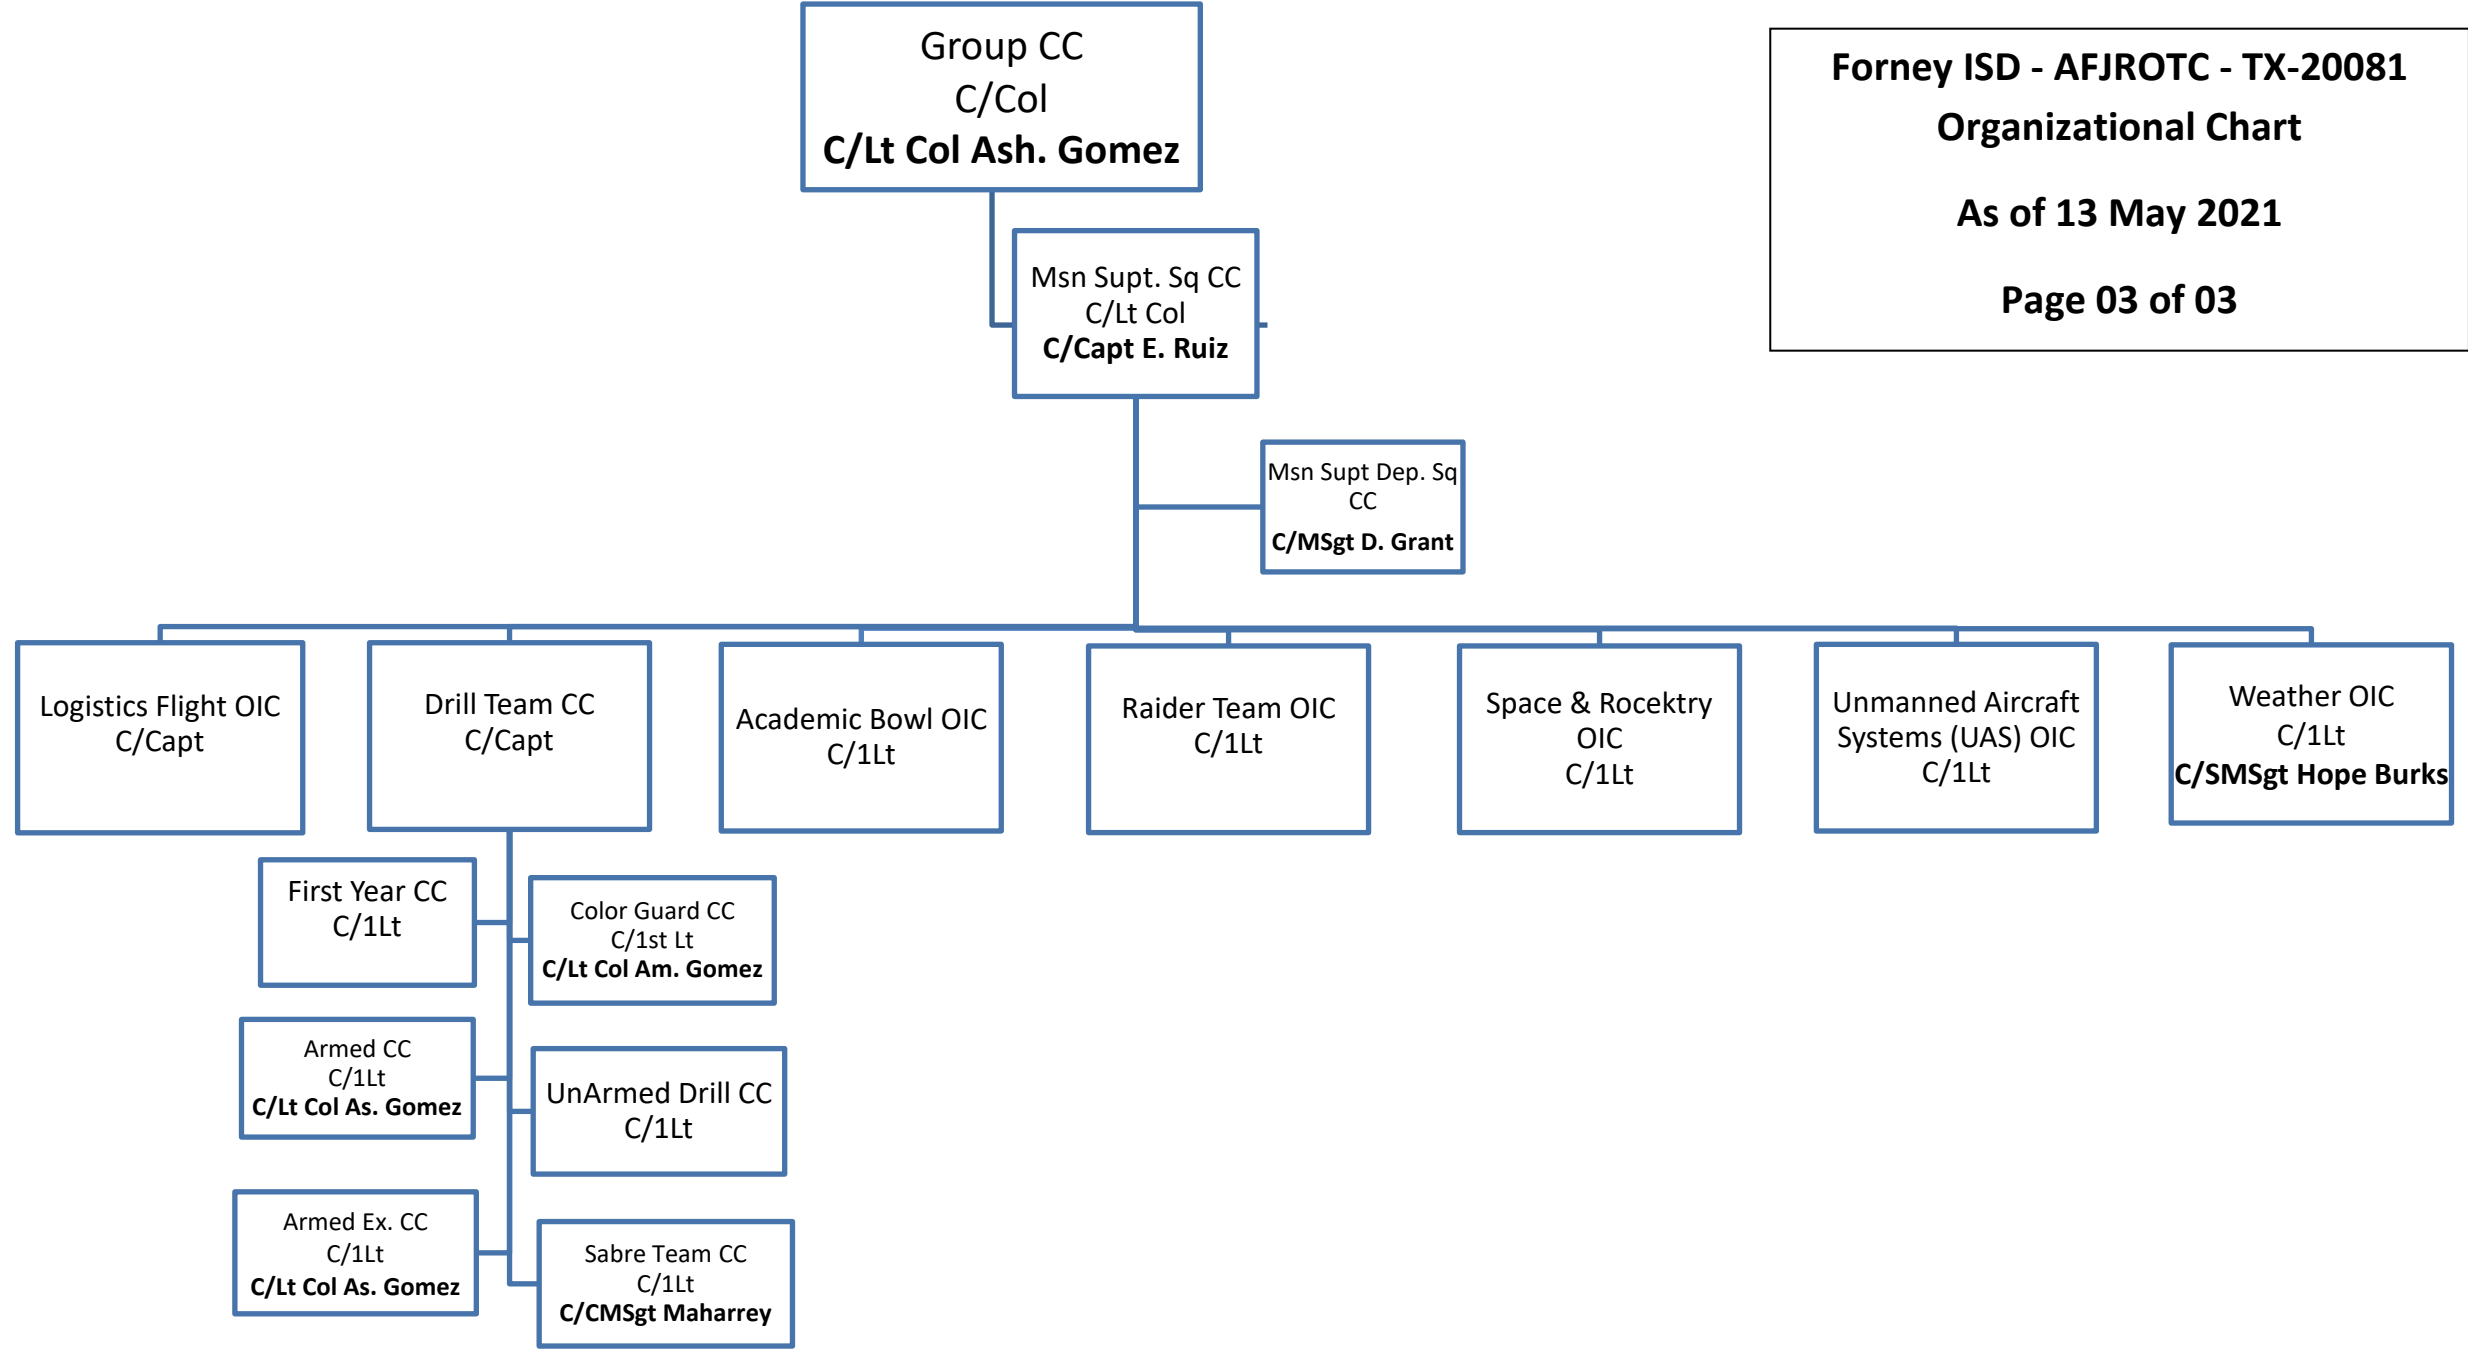 Group CC
C/Col
C/Lt Col Ash. Gomez
Forney ISD - AFJROTC - TX-20081
Organizational Chart
As of 13 May 2021
Page 03 of 03
Msn Supt. Sq CC
C/Lt Col
C/Capt E. Ruiz
Msn Supt Dep. Sq
CC
C/MSgt D. Grant
Logistics Flight OIC
C/Capt
Drill Team CC
C/Capt
Academic Bowl OIC
C/1Lt
Raider Team OIC
C/1Lt
Space & Rocektry
OIC
C/1Lt
Unmanned Aircraft
Systems (UAS) OIC
C/1Lt
Weather OIC
C/1Lt
C/SMSgt Hope Burks
First Year CC
C/1Lt
Color Guard CC
C/1st Lt
C/Lt Col Am. Gomez
Armed CC
C/1Lt
C/Lt Col As. Gomez
UnArmed Drill CC
C/1Lt
Armed Ex. CC
C/1Lt
C/Lt Col As. Gomez
Sabre Team CC
C/1Lt
C/CMSgt Maharrey